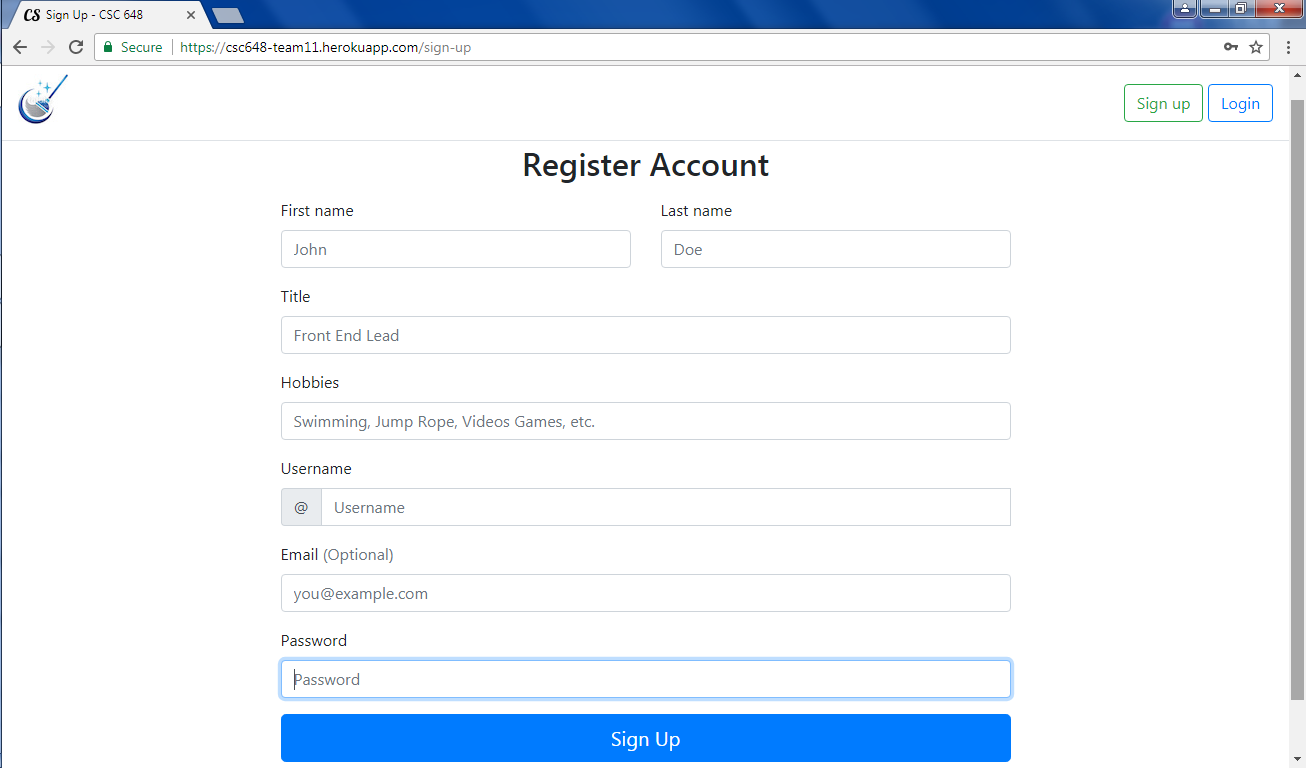 CS Sign Up - CSC 648
Secure https://csc648-team11.herokuapp.com/sign-up
Sign up Login
Register Account
First name Last name
John Doe
Title
Front End Lead
Hobbies
Swimming, Jump Rope, Videos Games, etc.
Username
@ Username
Email (Optional)
you@example.com
Password
Password
Sign Up